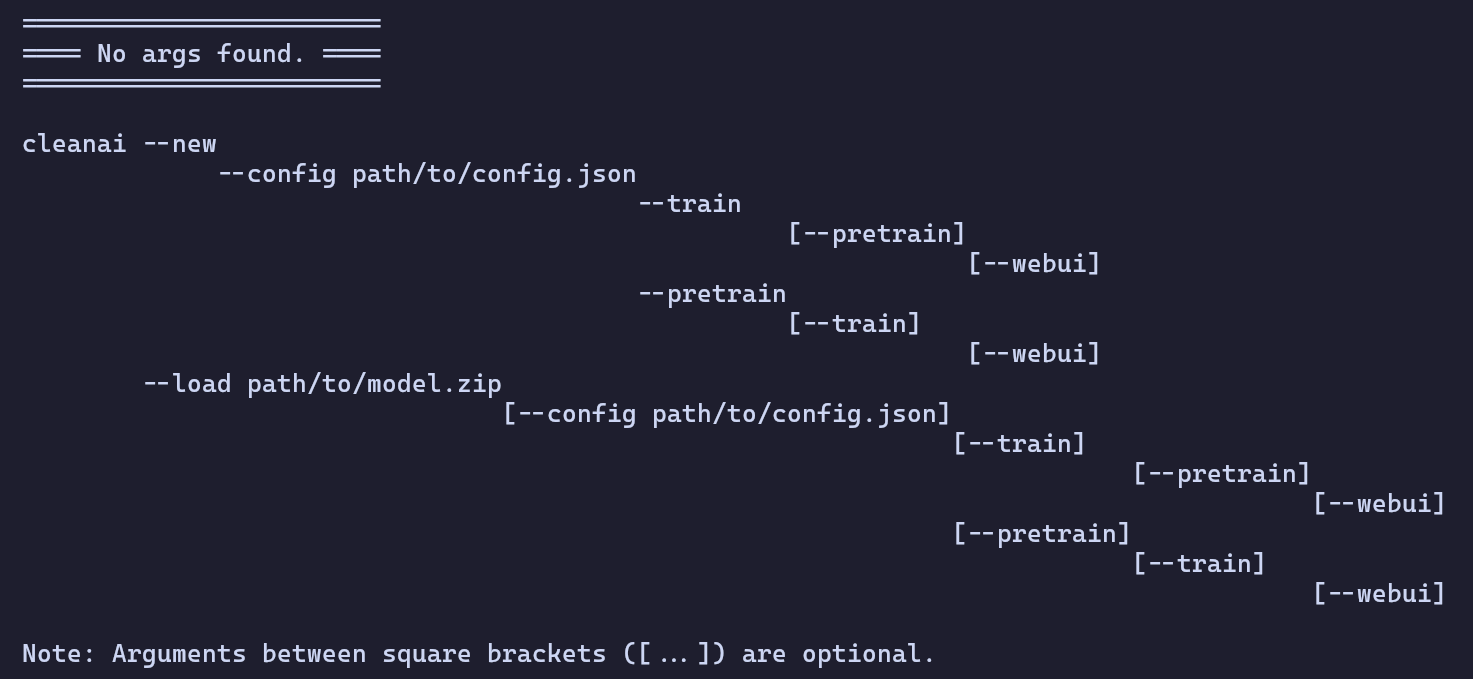 ========================
==== No args found. ====
========================
cleanai --new
--config path/to/config.json
--train
[--pretrain]
[--webui]
--pretrain
[--train]
[--webui]
--load path/to/model.zip
[--config path/to/config.json]
[--train]
[--pretrain]
[--webui]
[--pretrain]
[--train]
[--webui]
Note: Arguments between square brackets ([...]) are optional.